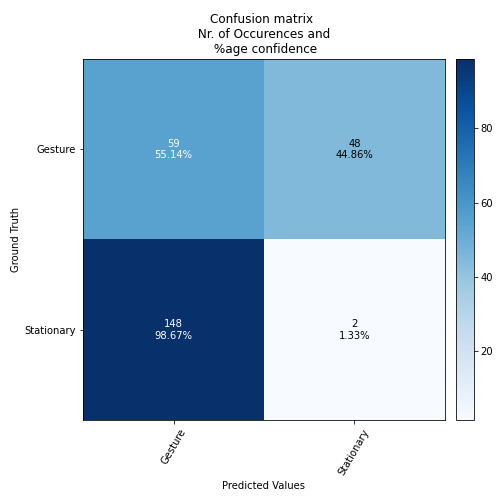 Confusion matrix
Nr. of Occurences and
%age confidence
Ground Truth
Gesture
59
55.14%
48
44.86%
Stationary
148
98.67%
2
1.33%
Gesture
Stationary
Predicted Values
80
60
40
20